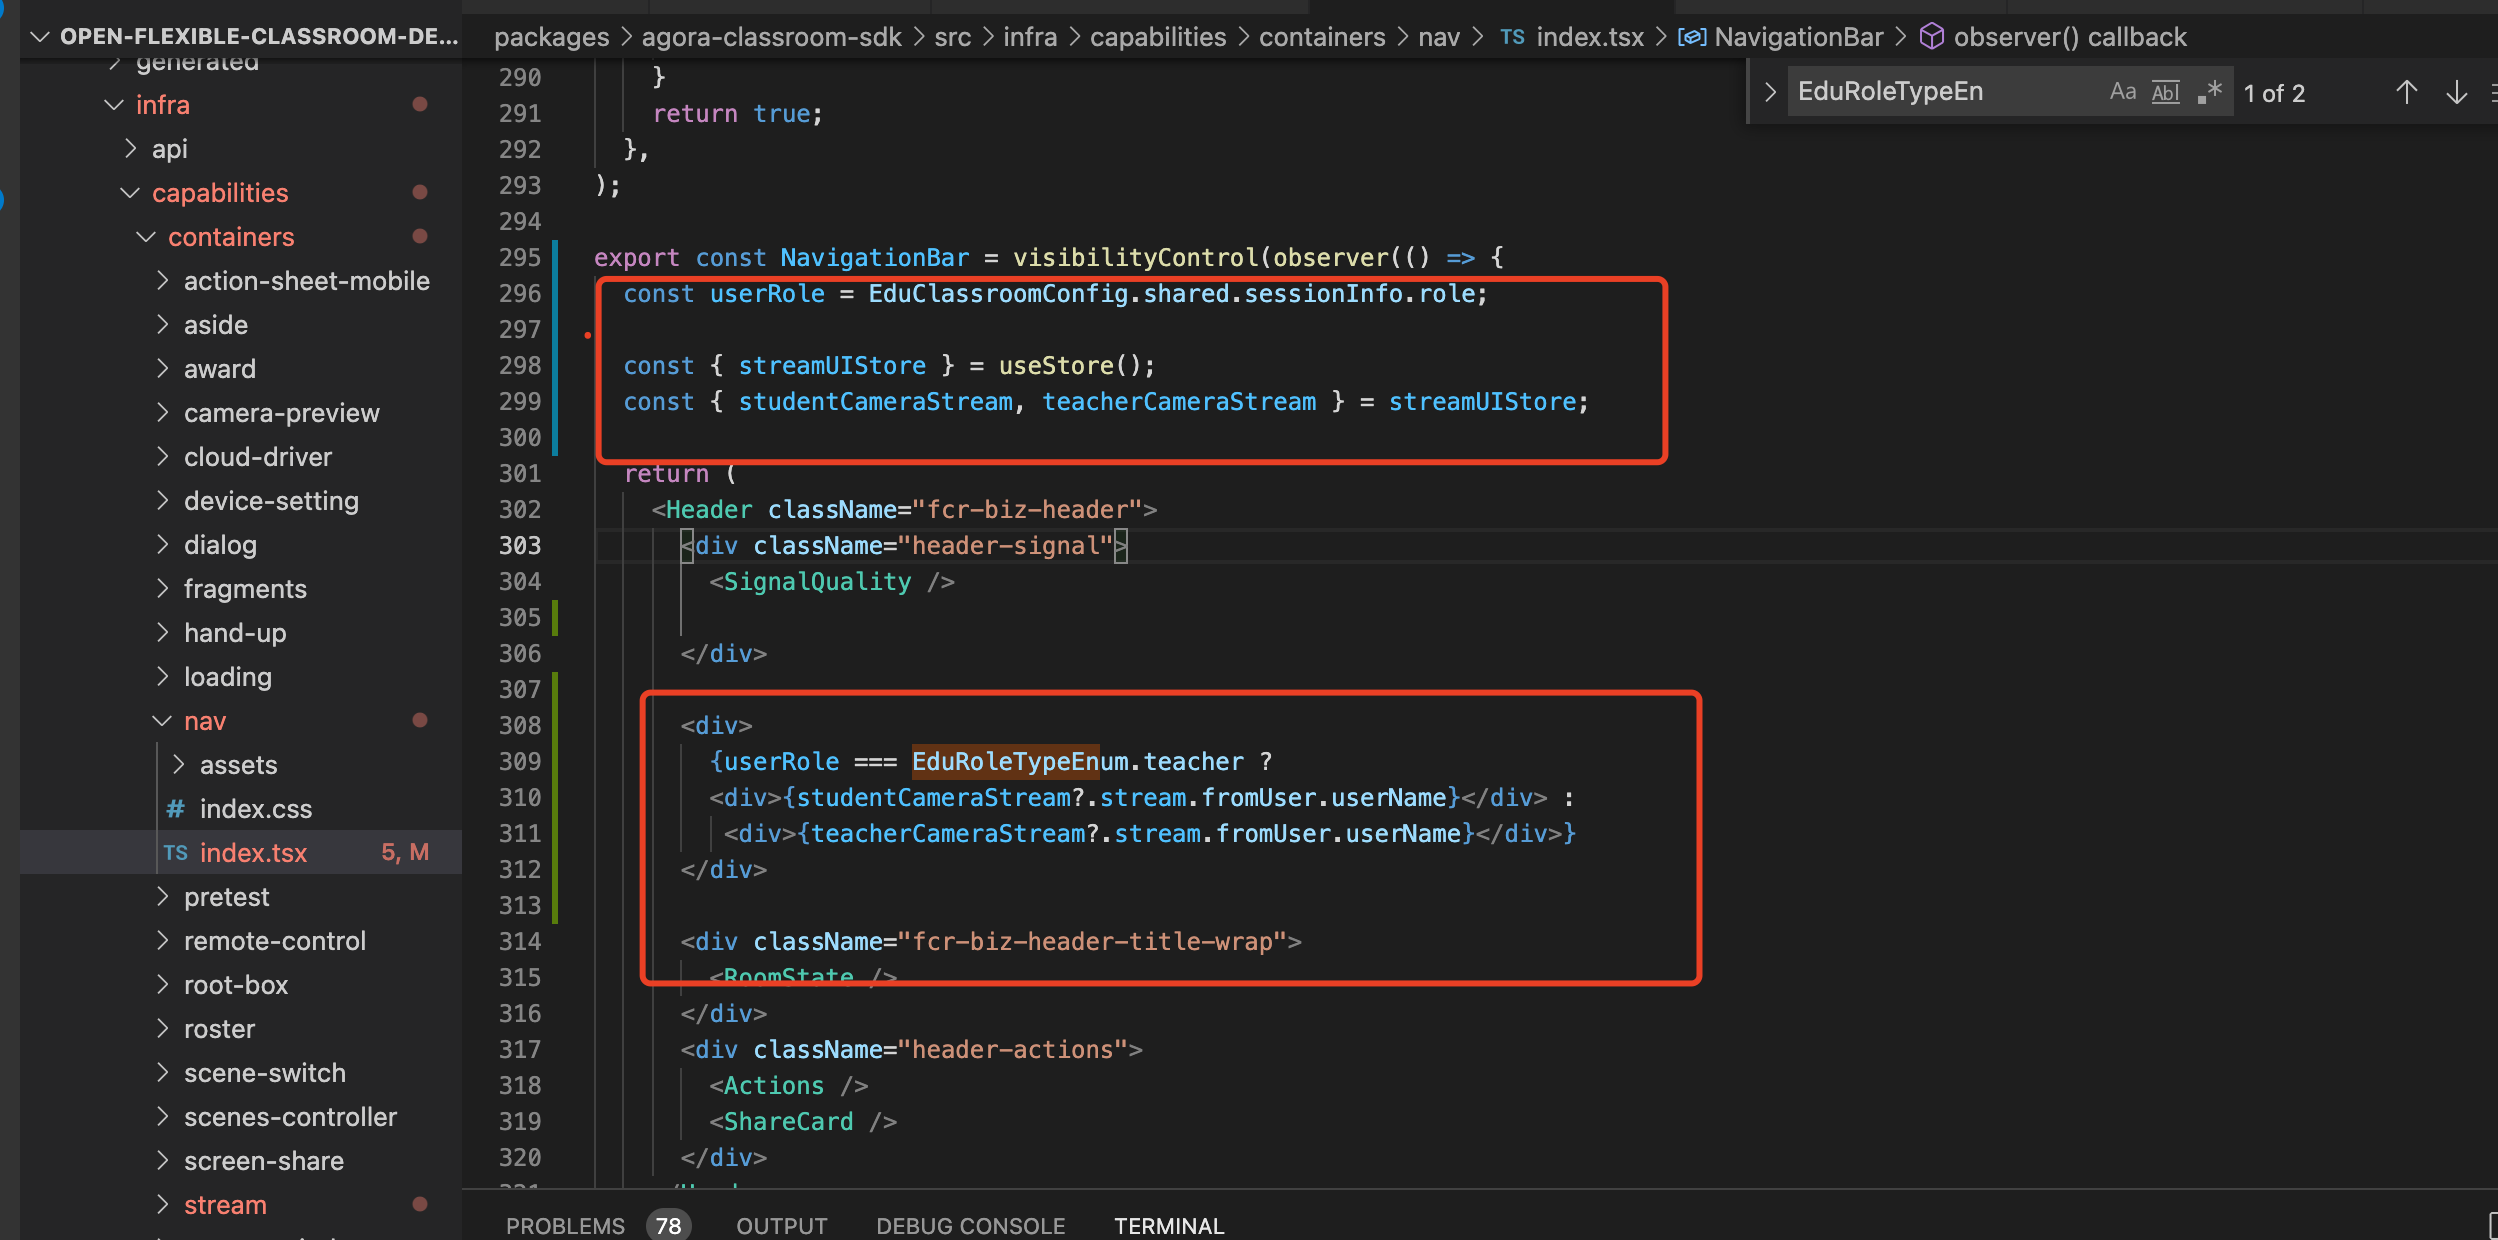 OPEN-FLEXIBLE-CLASSROOM-DE...
generated
infra
api
capabilities
containers
action-sheet-mobile
aside
award
camera-preview
cloud-driver
device-setting
dialog
fragments
hand-up
loading
nav
assets
# index.css
TS index.tsx 5, M
pretest
remote-control
root-box
roster
scene-switch
scenes-controller
screen-share
stream
packages > agora-classroom-sdk > src > infra > capabilities > containers > nav > TS index.tsx > NavigationBar > observer() callback
EduRoleTypeEn Aa Abl .* 1 of 2
290 }
291 return true;
292 },
293 );
294
295 export const NavigationBar = visibilityControl(observer(() => {
296 const userRole = EduClassroomConfig.shared.sessionInfo.role;
297
298 const { streamUIStore } = useStore();
299 const { studentCameraStream, teacherCameraStream } = streamUIStore;
300
301 return (
302 <Header className="fcr-biz-header">
303 <div className="header-signal">
304 <SignalQuality />
305
306 </div>
307
308 <div>
309 {userRole === EduRoleTypeEnum.teacher ?
310 <div>{studentCameraStream?.stream.fromUser.userName}</div> :
311 <div>{teacherCameraStream?.stream.fromUser.userName}</div>}
312 </div>
313
314 <div className="fcr-biz-header-title-wrap">
315 <RoomState />
316 </div>
317 <div className="header-actions">
318 <Actions />
319 <ShareCard />
320 </div>
PROBLEMS 78 OUTPUT DEBUG CONSOLE TERMINAL